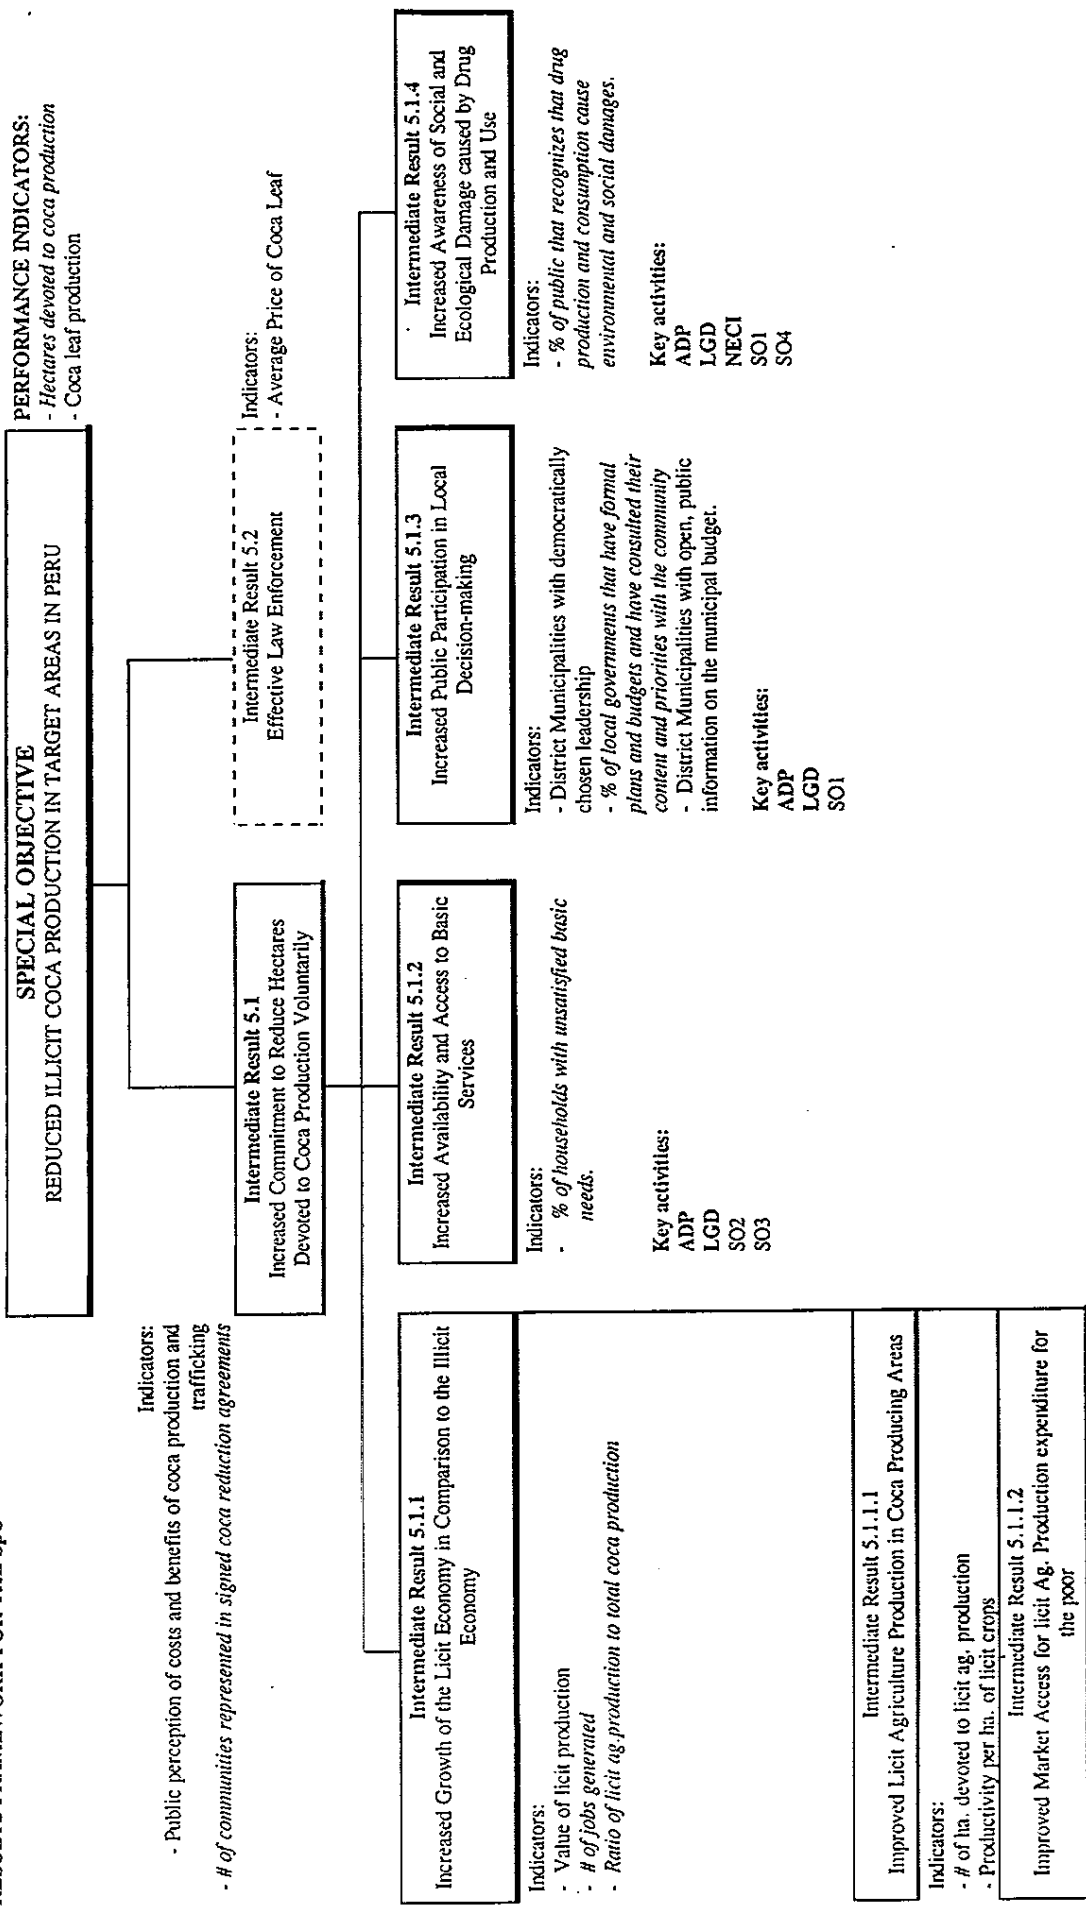 SPECIAL OBJECTIVE
REDUCED ILLICIT COCA PRODUCTION IN TARGET AREAS IN PERU
PERFORMANCE INDICATORS:
- Hectares devoted to coca production
- Coca leaf production
Indicators:
- Public perception of costs and benefits of coca production and
trafficking
- # of communities represented in signed coca reduction agreements
Intermediate Result 5.1
Increased Commitment to Reduce Hectares
Devoted to Coca Production Voluntarily
Intermediate Result 5.2
Effective Law Enforcement
Indicators:
- Average Price of Coca Leaf
Intermediate Result 5.1.1
Increased Growth of the Licit Economy in Comparison to the Illicit
Economy
Indicators:
- Value of licit production
- # of jobs generated
- Ratio of licit ag.production to total coca production
Intermediate Result 5.1.1.1
Improved Licit Agriculture Production in Coca Producing Areas
Indicators:
- # of ha. devoted to licit ag. production
- Productivity per ha. of licit crops
Intermediate Result 5.1.1.2
Improved Market Access for licit Ag. Production expenditure for
the poor
Intermediate Result 5.1.2
Increased Availability and Access to Basic
Services
Indicators:
- % of households with unsatisfied basic
needs.
Key activities:
ADP
LGD
SO2
SO3
Intermediate Result 5.1.3
Increased Public Participation in Local
Decision-making
Indicators:
- District Municipalities with democratically
chosen leadership
- % of local governments that have formal
plans and budgets and have consulted their
content and priorities with the community
- District Municipalities with open, public
information on the municipal budget.
Key activities:
ADP
LGD
SO1
Intermediate Result 5.1.4
Increased Awareness of Social and
Ecological Damage caused by Drug
Production and Use
Indicators:
- % of public that recognizes that drug
production and consumption cause
environmental and social damages.
Key activities:
ADP
LGD
NECI
SO1
SO4